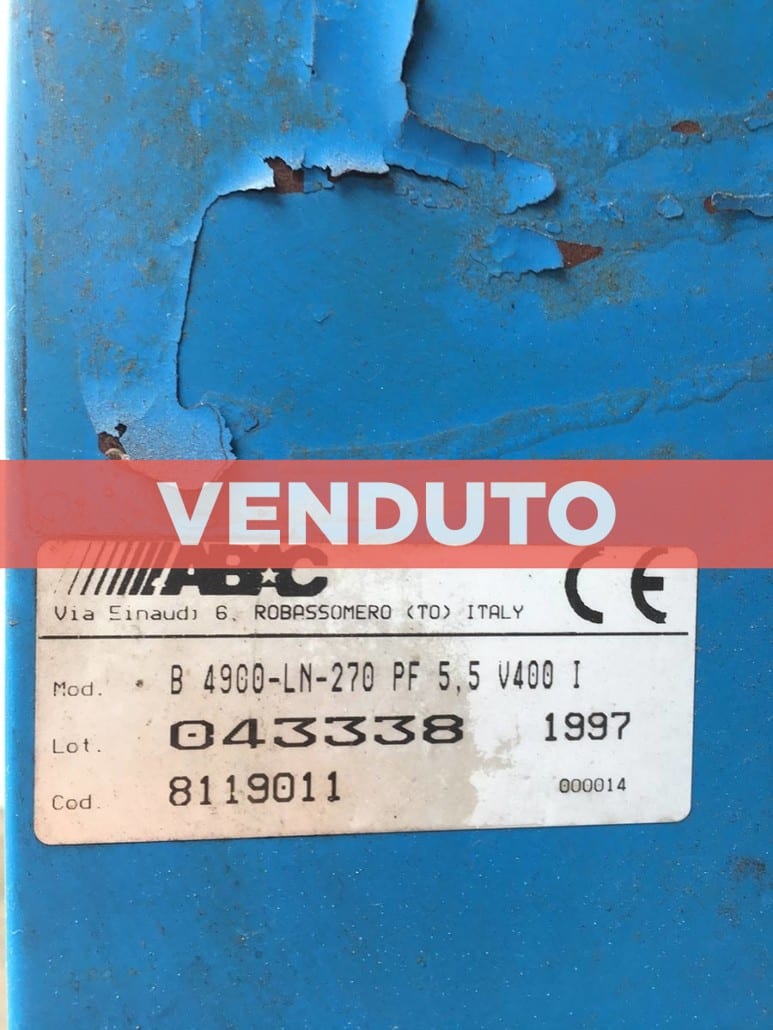 VENDUTO
ABAC
CE
Via Einaudi 6, ROBASSOMERO (TO) ITALY
Mod. B 4900-LN-270 PF 5,5 V400 I
Lot. 043338 1997
Cod. 8119011 000014